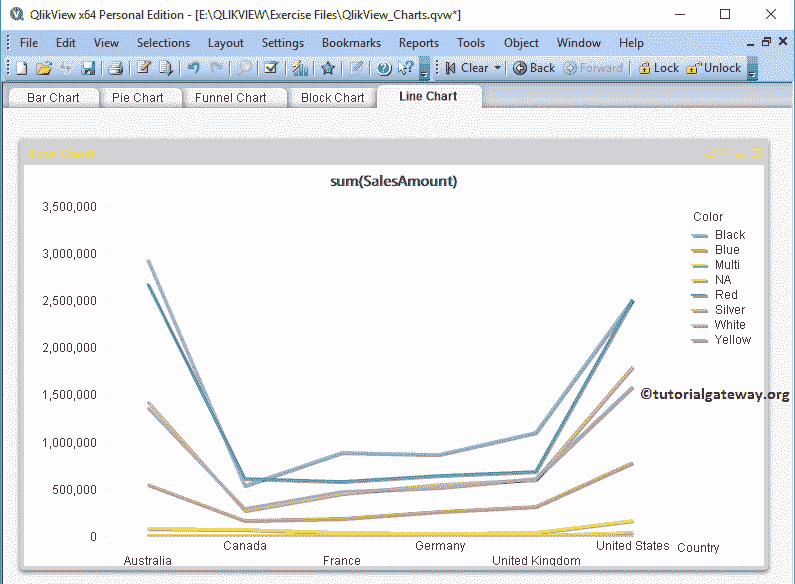 QlikView x64 Personal Edition - [E:\QLIKVIEW\Exercise Files\QlikView_Charts.qvw*]
File Edit View Selections Layout Settings Bookmarks Reports Tools Object Window Help
Clear Back Forward Lock Unlock
Bar Chart Pie Chart Funnel Chart Block Chart Line Chart
Line Chart
sum(SalesAmount)
3,500,000
3,000,000
2,500,000
2,000,000
1,500,000
1,000,000
500,000
0
Color
Black
Blue
Multi
NA
Red
Silver
White
Yellow
©tutorialgateway.org
Australia
Canada
France
Germany
United Kingdom
United States
Country